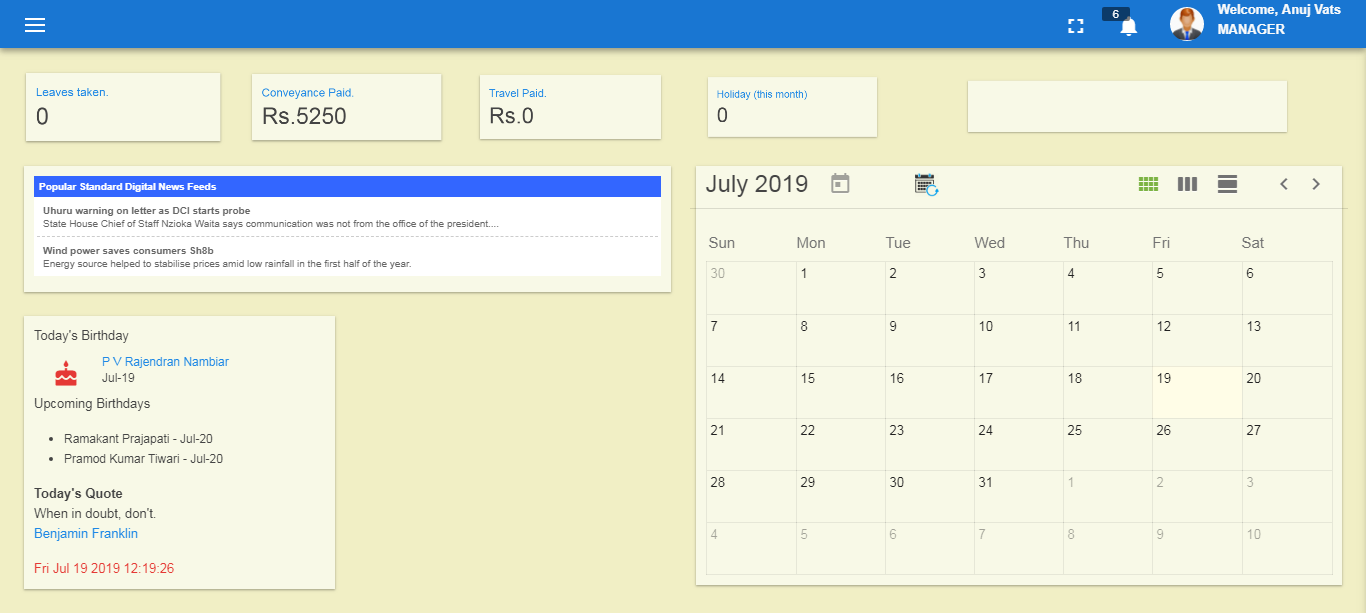 6
Welcome, Anuj Vats
MANAGER
Leaves taken.
0
Conveyance Paid.
Rs.5250
Travel Paid.
Rs.0
Holiday (this month)
0
Popular Standard Digital News Feeds
Uhuru warning on letter as DCI starts probe
State House Chief of Staff Nzioka Waita says communication was not from the office of the president....
Wind power saves consumers Sh8b
Energy source helped to stabilise prices amid low rainfall in the first half of the year.
Today's Birthday
P V Rajendran Nambiar
Jul-19
Upcoming Birthdays
Ramakant Prajapati - Jul-20
Pramod Kumar Tiwari - Jul-20
Today's Quote
When in doubt, don't.
Benjamin Franklin
Fri Jul 19 2019 12:19:26
July 2019
Sun Mon Tue Wed Thu Fri Sat
30 1 2 3 4 5 6
7 8 9 10 11 12 13
14 15 16 17 18 19 20
21 22 23 24 25 26 27
28 29 30 31 1 2 3
4 5 6 7 8 9 10